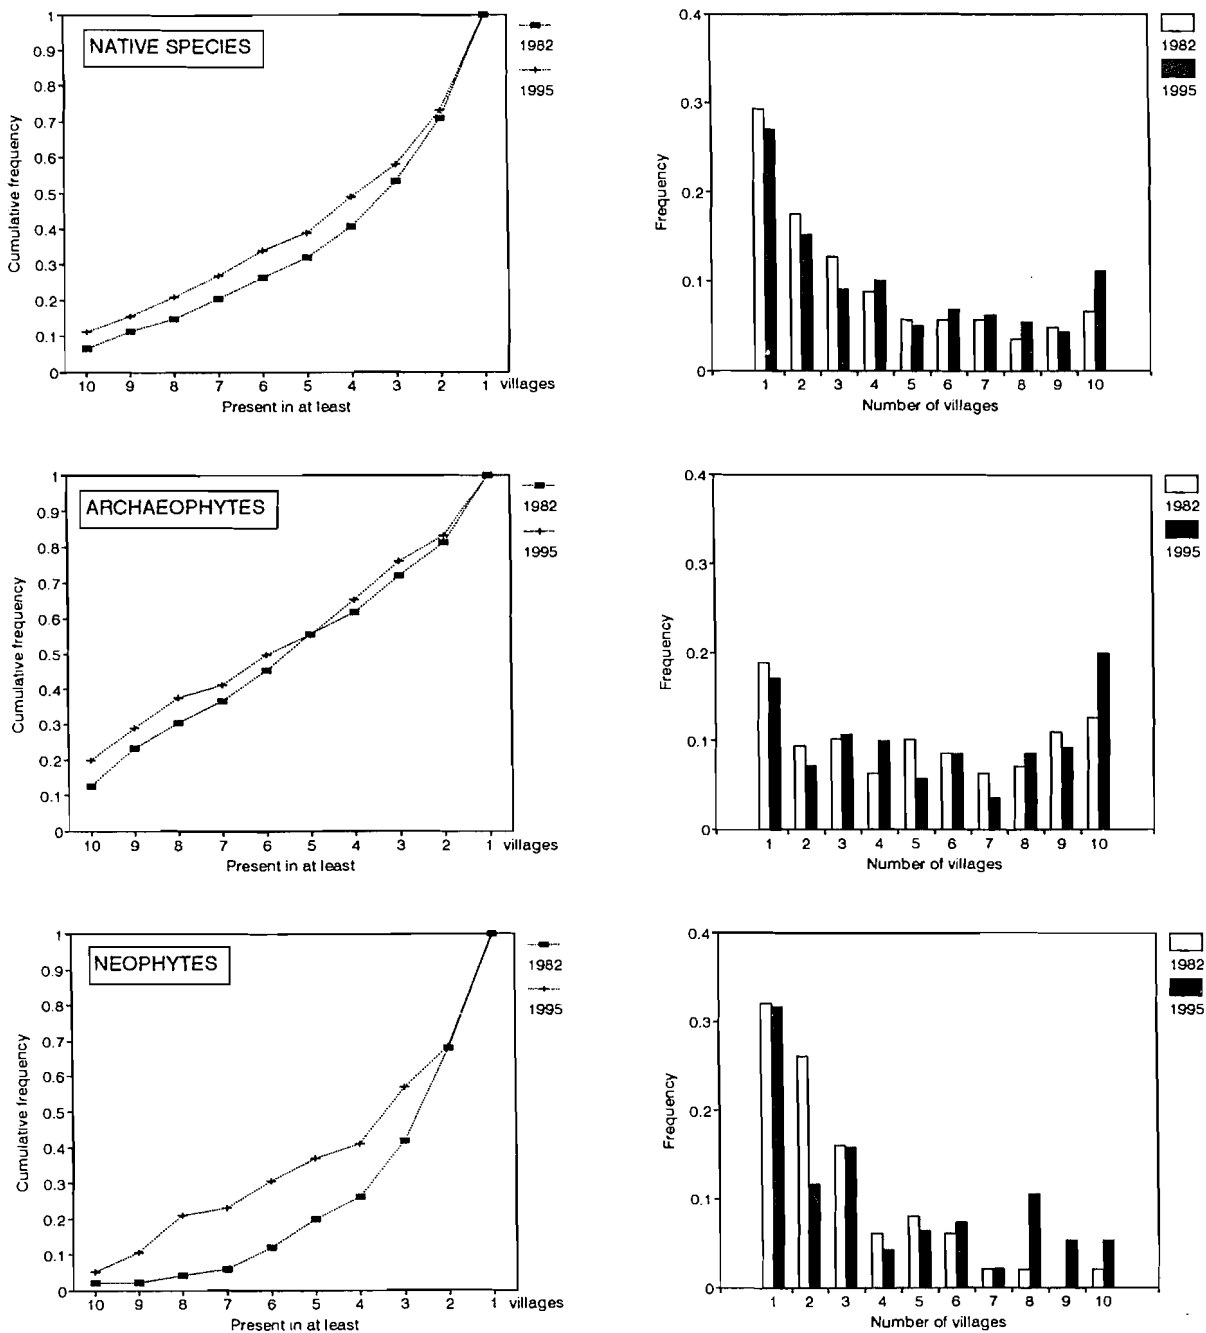 NATIVE SPECIES
Cumulative frequency
1
0.9
0.8
0.7
0.6
0.5
0.4
0.3
0.2
0.1
0
10 9 8 7 6 5 4 3 2 1 villages
Present in at least
1982
1995
Frequency
0.4
0.3
0.2
0.1
0
1 2 3 4 5 6 7 8 9 10
Number of villages
1982
1995
ARCHAEOPHYTES
Cumulative frequency
1
0.9
0.8
0.7
0.6
0.5
0.4
0.3
0.2
0.1
0
10 9 8 7 6 5 4 3 2 1 villages
Present in at least
1982
1995
Frequency
0.4
0.3
0.2
0.1
0
1 2 3 4 5 6 7 8 9 10
Number of villages
1982
1995
NEOPHYTES
Cumulative frequency
1
0.9
0.8
0.7
0.6
0.5
0.4
0.3
0.2
0.1
0
10 9 8 7 6 5 4 3 2 1 villages
Present in at least
1982
1995
Frequency
0.4
0.3
0.2
0.1
0
1 2 3 4 5 6 7 8 9 10
Number of villages
1982
1995